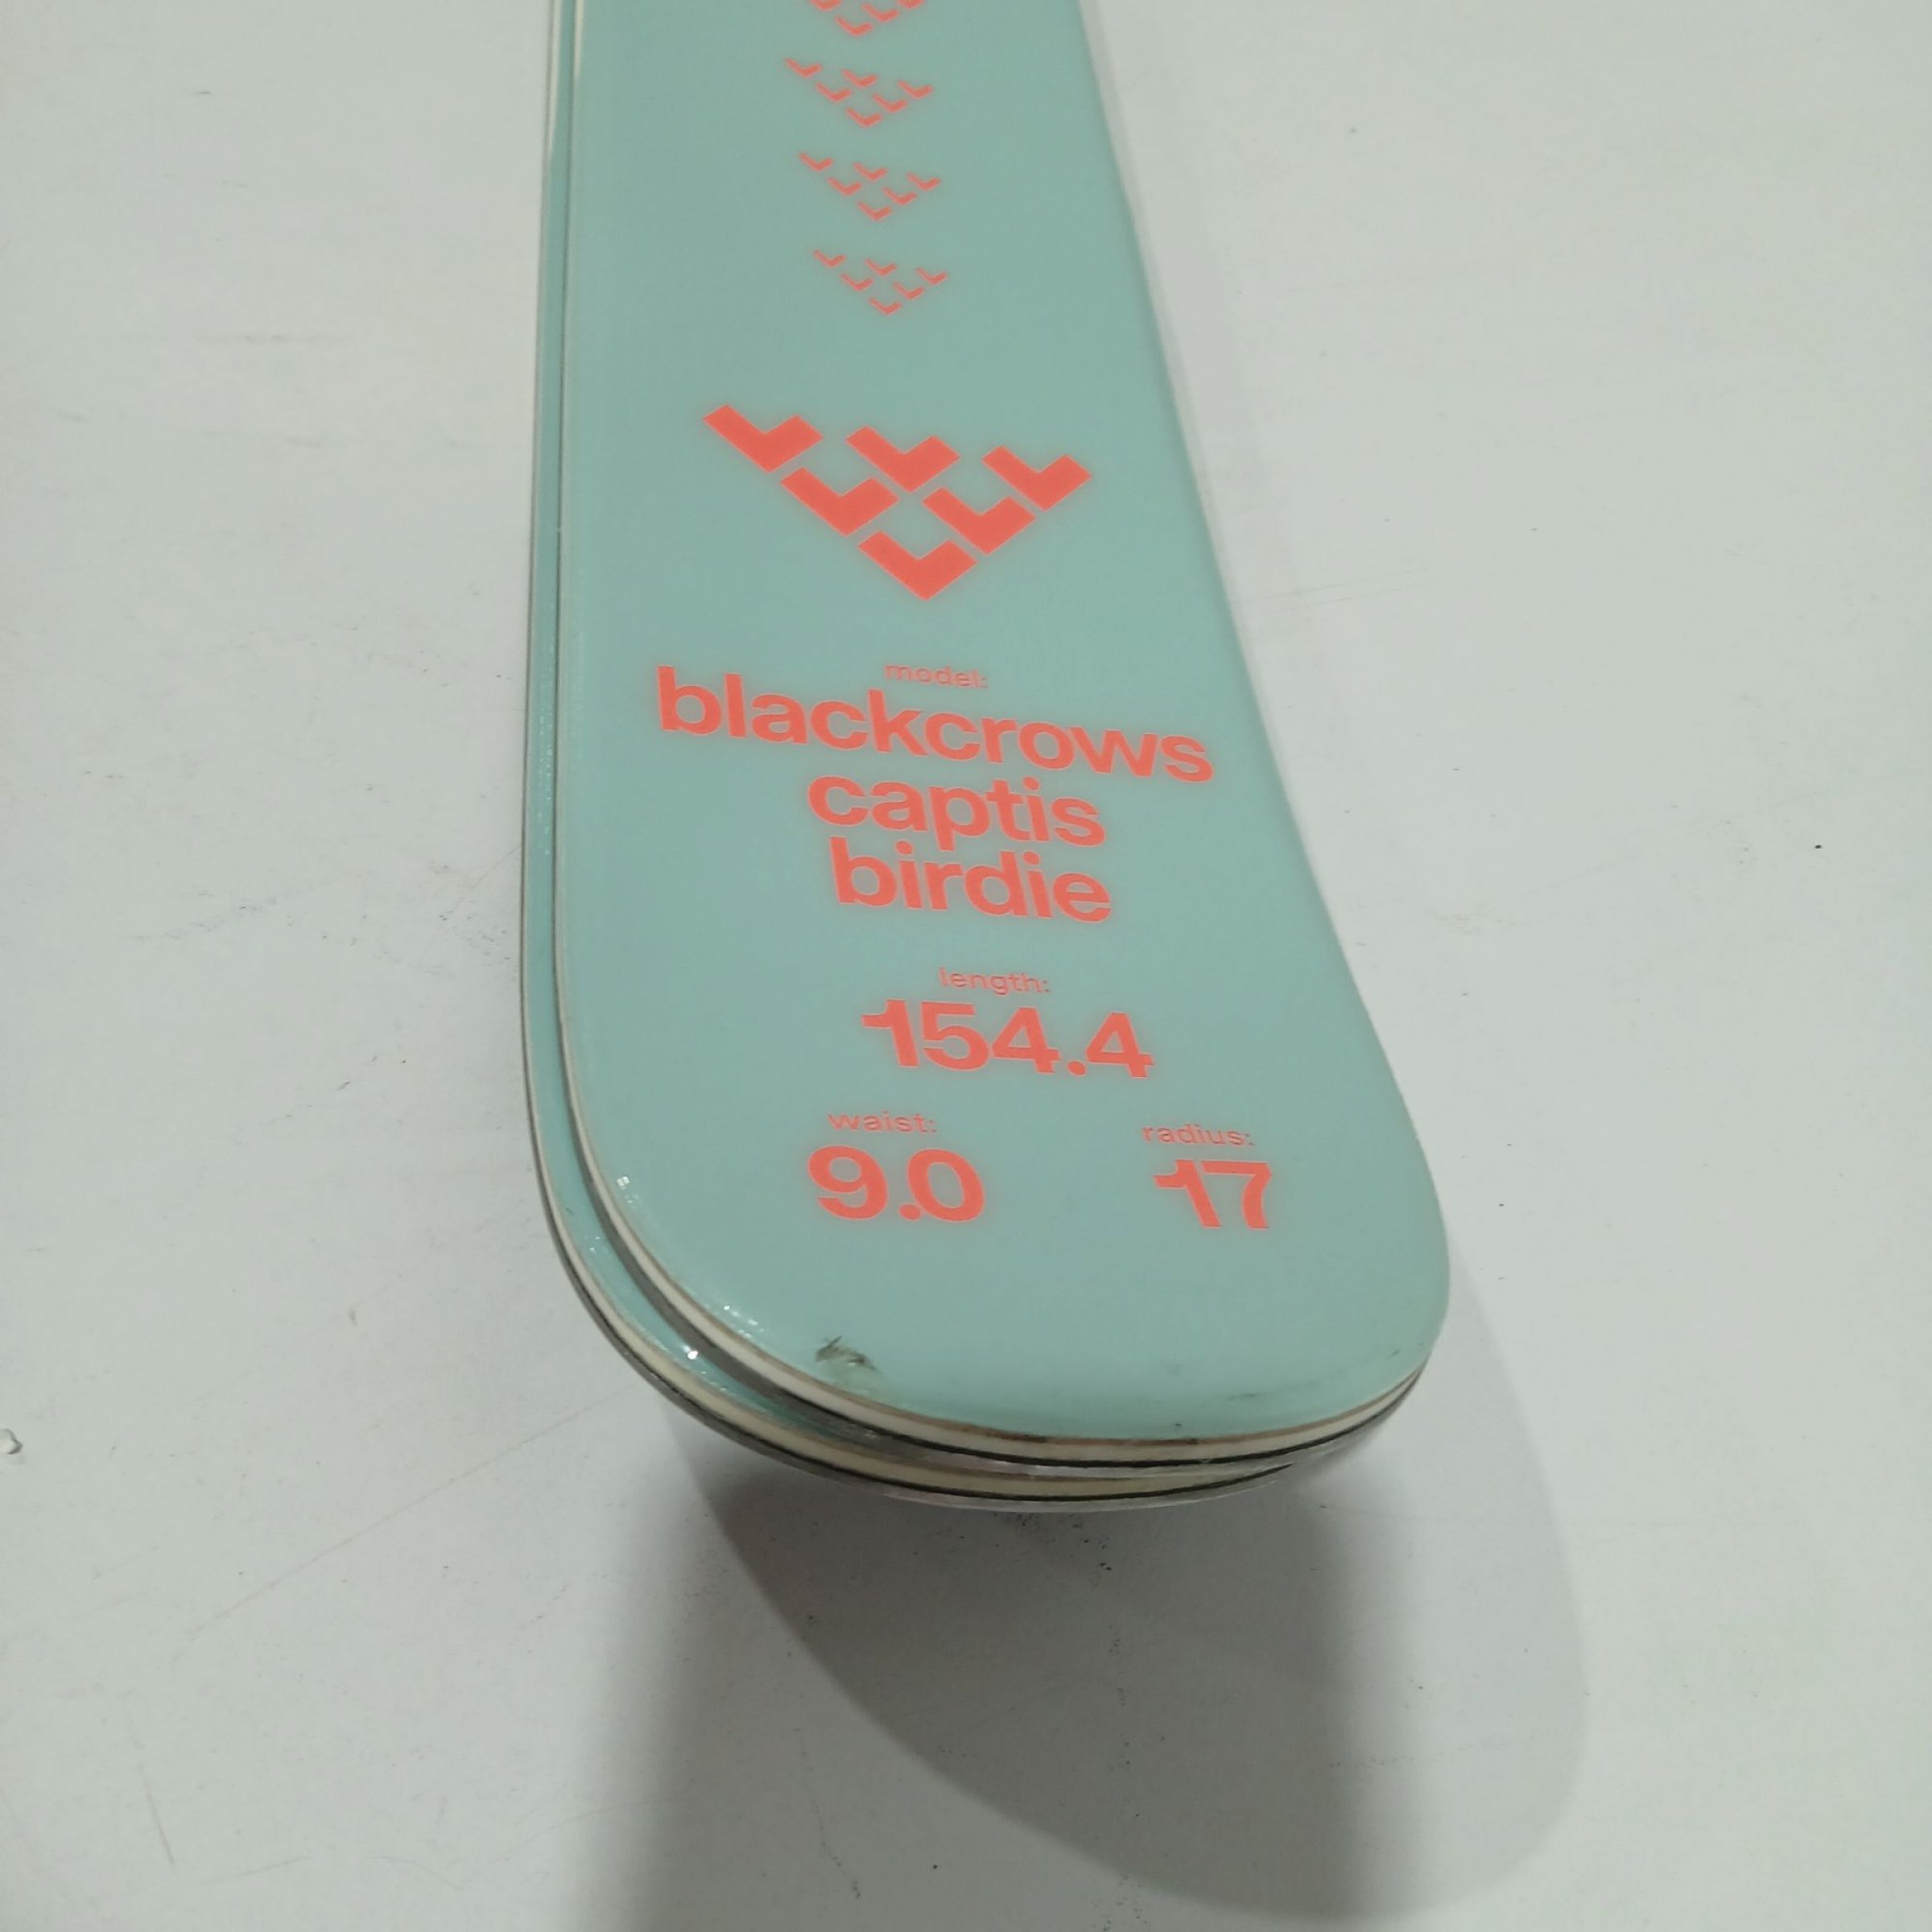 model:
blackcrows
captis
birdie
length:
154.4
waist: radius:
9.0 17